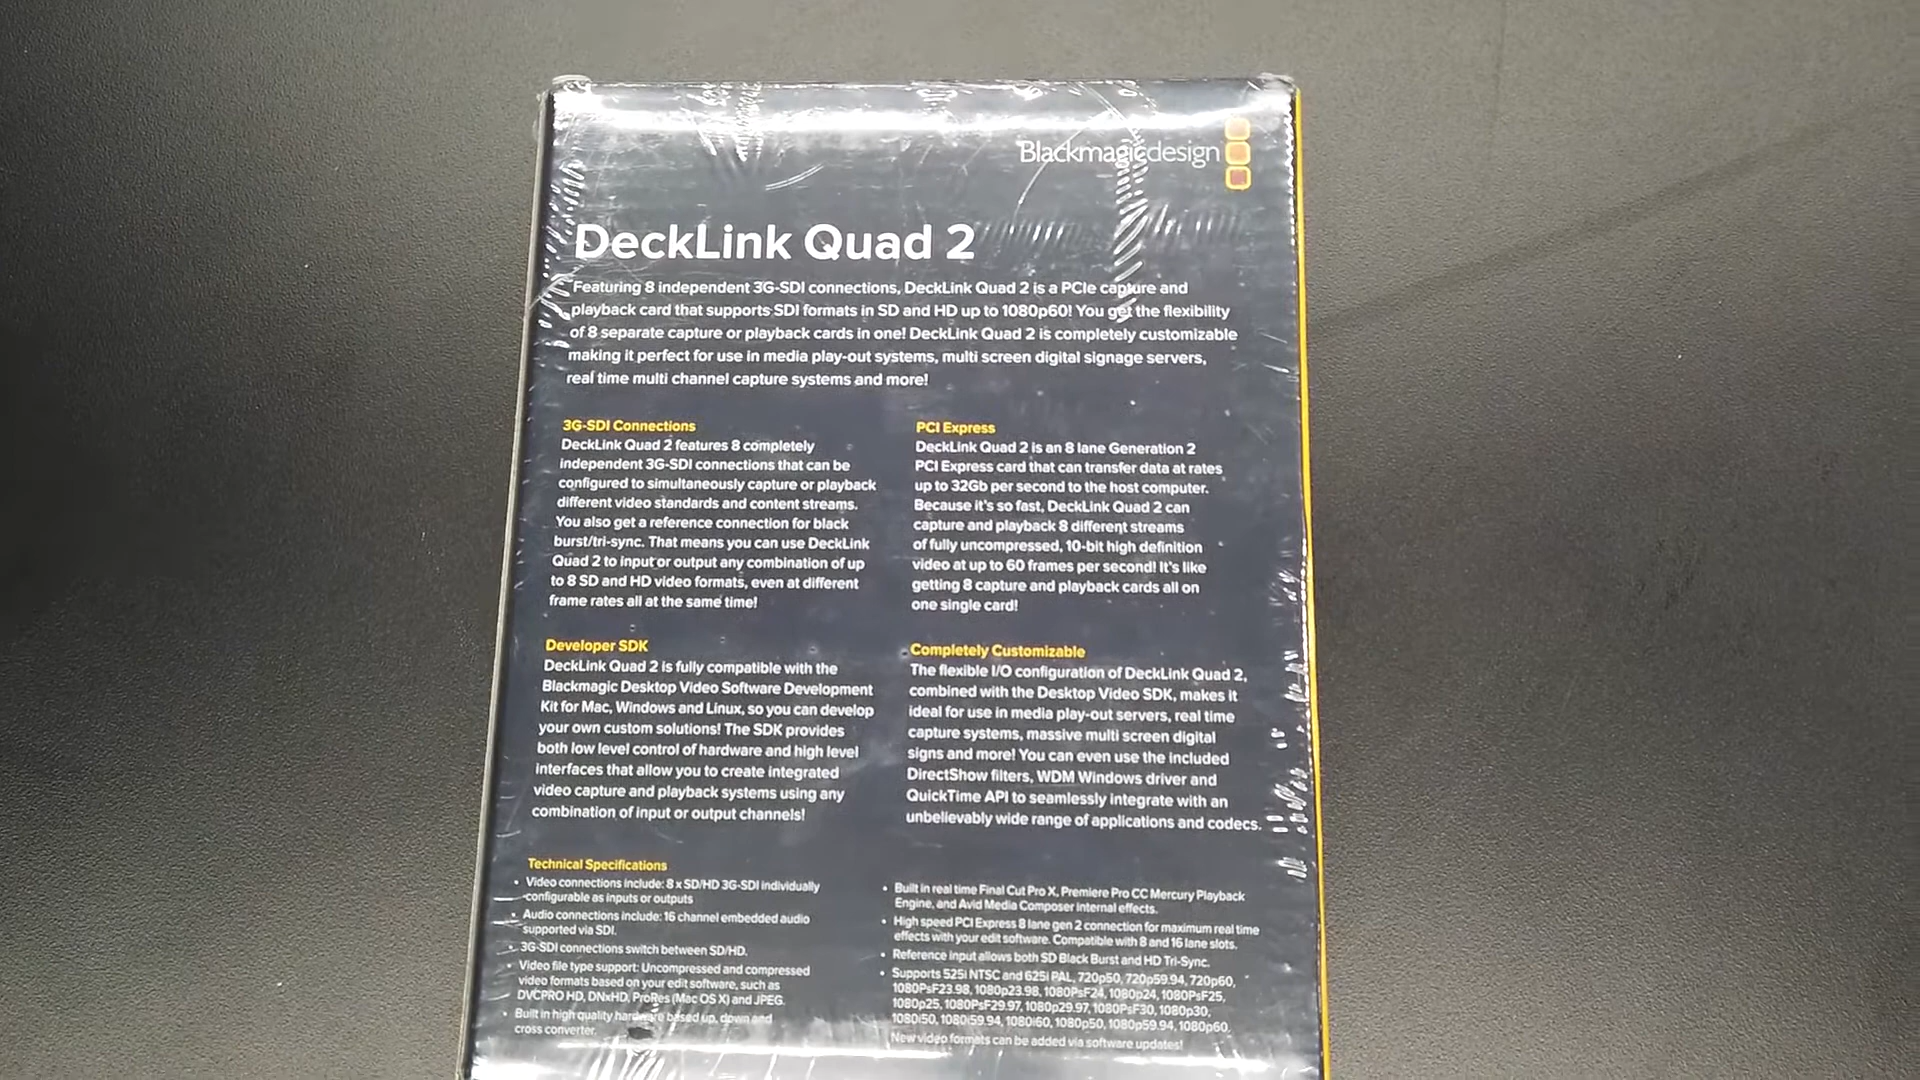 Blackmagicdesign
DeckLink Quad 2
Featuring 8 independent 3G-SDI connections, DeckLink Quad 2 is a PCIe capture and
playback card that supports SDI formats in SD and HD up to 1080p60! You get the flexibility
of 8 separate capture or playback cards in one! DeckLink Quad 2 is completely customizable
making it perfect for use in media play-out systems, multi screen digital signage servers,
real time multi channel capture systems and more!
3G-SDI Connections
DeckLink Quad 2 features 8 completely
independent 3G-SDI connections that can be
configured to simultaneously capture or playback
different video standards and content streams.
You also get a reference connection for black
burst/tri-sync. That means you can use DeckLink
Quad 2 to input or output any combination of up
to 8 SD and HD video formats, even at different
frame rates all at the same time!
PCI Express
DeckLink Quad 2 is an 8 lane Generation 2
PCI Express card that can transfer data at rates
up to 32Gb per second to the host computer.
Because it's so fast, DeckLink Quad 2 can
capture and playback 8 different streams
of fully uncompressed, 10-bit high definition
video at up to 60 frames per second! It's like
getting 8 capture and playback cards all on
one single card!
Developer SDK
DeckLink Quad 2 is fully compatible with the
Blackmagic Desktop Video Software Development
Kit for Mac, Windows and Linux, so you can develop
your own custom solutions! The SDK provides
both low level control of hardware and high level
interfaces that allow you to create integrated
video capture and playback systems using any
combination of input or output channels!
Completely Customizable
The flexible I/O configuration of DeckLink Quad 2,
combined with the Desktop Video SDK, makes it
ideal for use in media play-out servers, real time
capture systems, massive multi screen digital
signs and more! You can even use the included
DirectShow filters, WDM Windows driver and
QuickTime API to seamlessly integrate with an
unbelievably wide range of applications and codecs.
Technical Specifications
• Video connections include: 8 x SD/HD 3G-SDI individually
configurable as inputs or outputs
• Audio connections include: 16 channel embedded audio
supported via SDI.
• 3G-SDI connections switch between SD/HD.
• Video file type support: Uncompressed and compressed
video formats based on your edit software, such as
DVCPRO HD, DNxHD, ProRes (Mac OS X) and JPEG.
• Built in high quality hardware based up, down and
cross converter.
• Built in real time Final Cut Pro X, Premiere Pro CC Mercury Playback
Engine, and Avid Media Composer internal effects.
• High speed PCI Express 8 lane gen 2 connection for maximum real time
effects with your edit software. Compatible with 8 and 16 lane slots.
• Reference input allows both SD Black Burst and HD Tri-Sync.
• Supports 525i NTSC and 625i PAL, 720p50, 720p59.94, 720p60,
1080PsF23.98, 1080p23.98, 1080PsF24, 1080p24, 1080PsF25,
1080p25, 1080PsF29.97, 1080p29.97, 1080PsF30, 1080p30,
1080i50, 1080i59.94, 1080i60, 1080p50, 1080p59.94, 1080p60.
New video formats can be added via software updates!